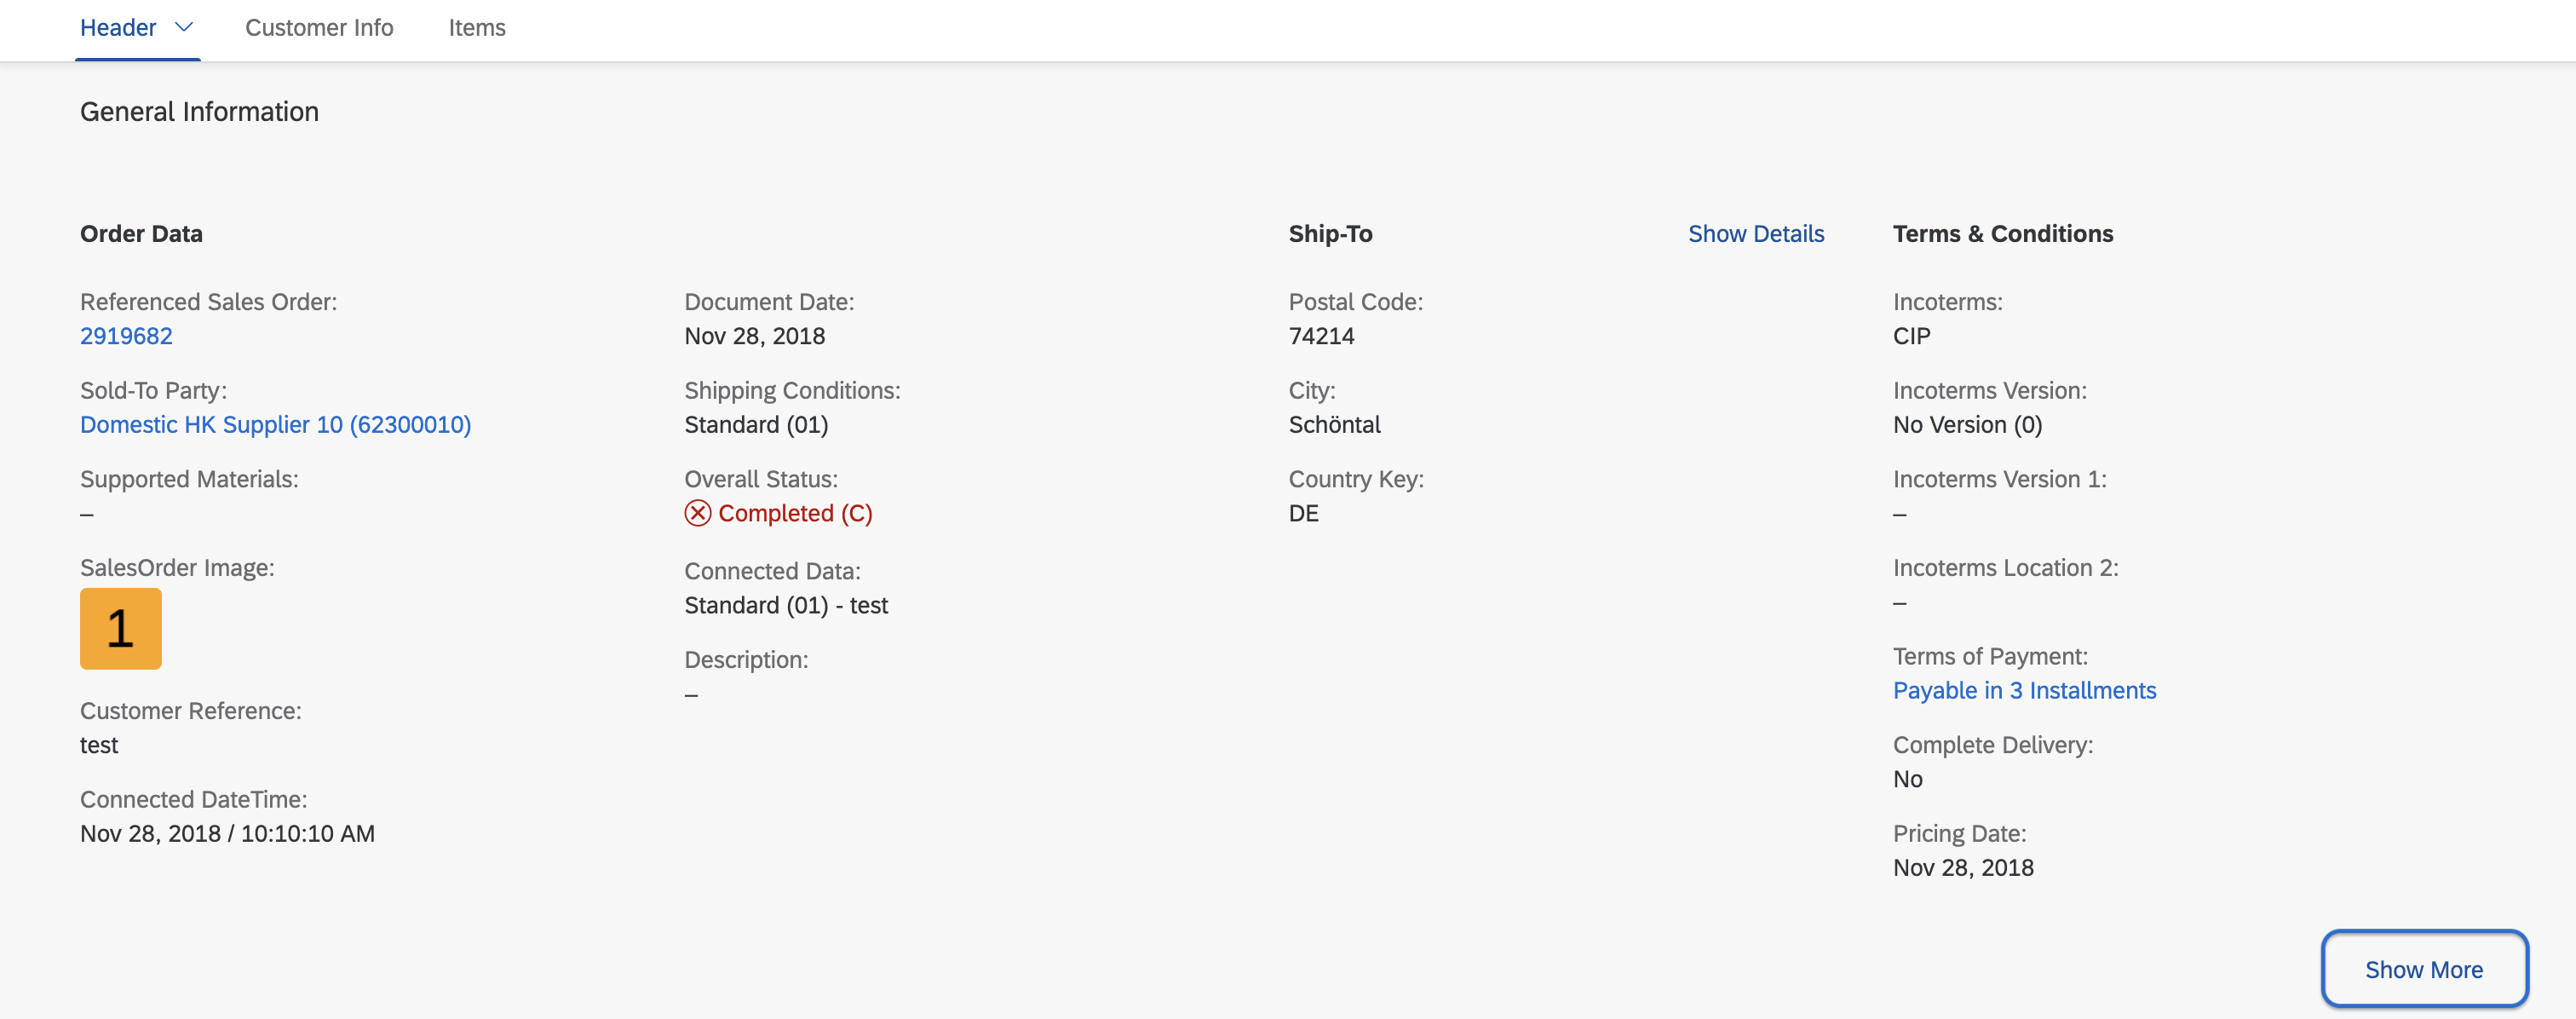 Header
Customer Info
Items
General Information
Order Data
Referenced Sales Order:
2919682
Sold-To Party:
Domestic HK Supplier 10 (62300010)
Supported Materials:
–
SalesOrder Image:
1
Customer Reference:
test
Connected DateTime:
Nov 28, 2018 / 10:10:10 AM
Document Date:
Nov 28, 2018
Shipping Conditions:
Standard (01)
Overall Status:
Completed (C)
Connected Data:
Standard (01) - test
Description:
–
Ship-To
Show Details
Postal Code:
74214
City:
Schöntal
Country Key:
DE
Terms & Conditions
Incoterms:
CIP
Incoterms Version:
No Version (0)
Incoterms Version 1:
–
Incoterms Location 2:
–
Terms of Payment:
Payable in 3 Installments
Complete Delivery:
No
Pricing Date:
Nov 28, 2018
Show More